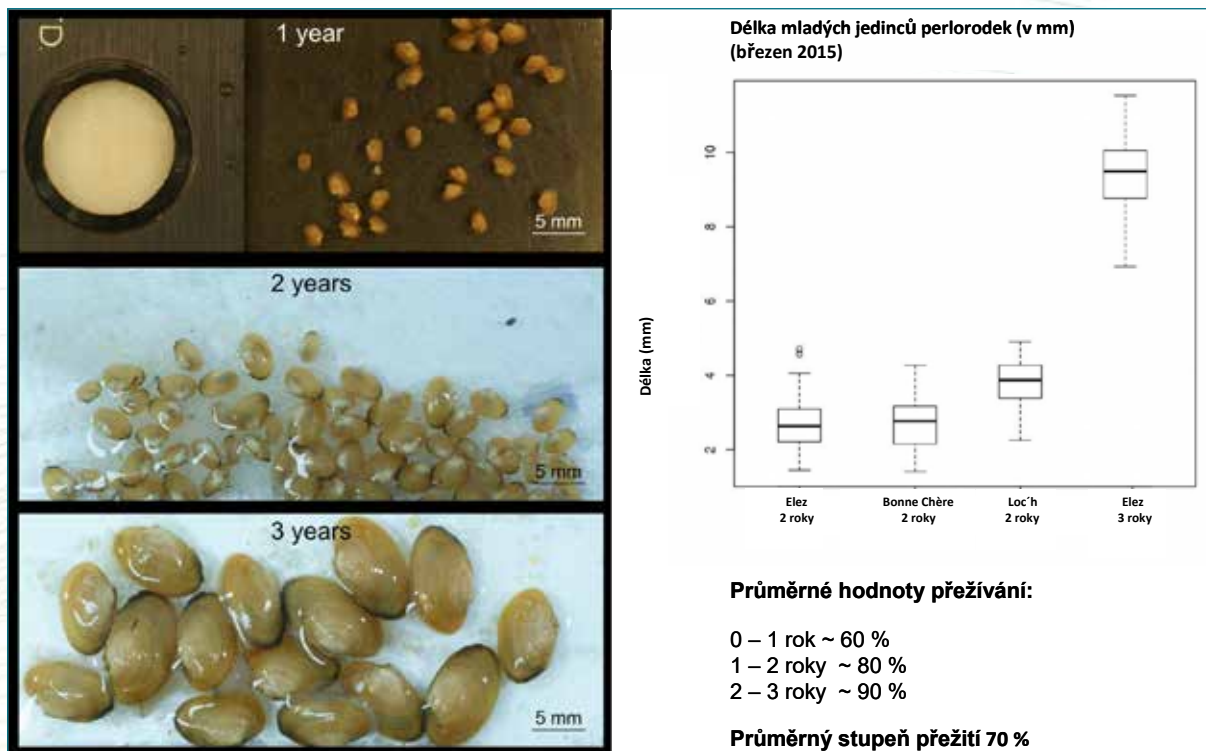 D.
1 year
5 mm
2 years
5 mm
3 years
5 mm
Délka mladých jedinců perlorodek (v mm)
(březen 2015)
Délka (mm)
10
8
6
4
2
Elez
2 roky
Bonne Chère
2 roky
Loc´h
2 roky
Elez
3 roky
Průměrné hodnoty přežívání:
0 – 1 rok ~ 60 %
1 – 2 roky ~ 80 %
2 – 3 roky ~ 90 %
Průměrný stupeň přežití 70 %